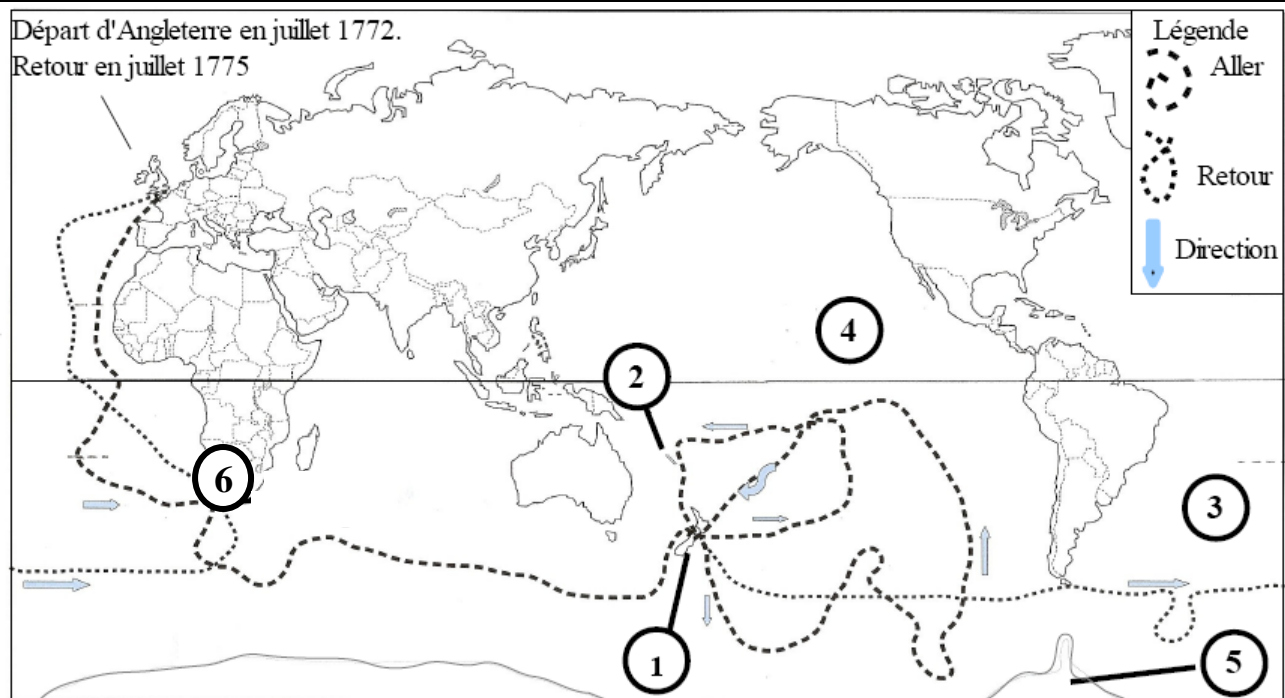 Départ d'Angleterre en juillet 1772.
Retour en juillet 1775
Légende
Aller
Retour
Direction
4
2
6
3
1
5